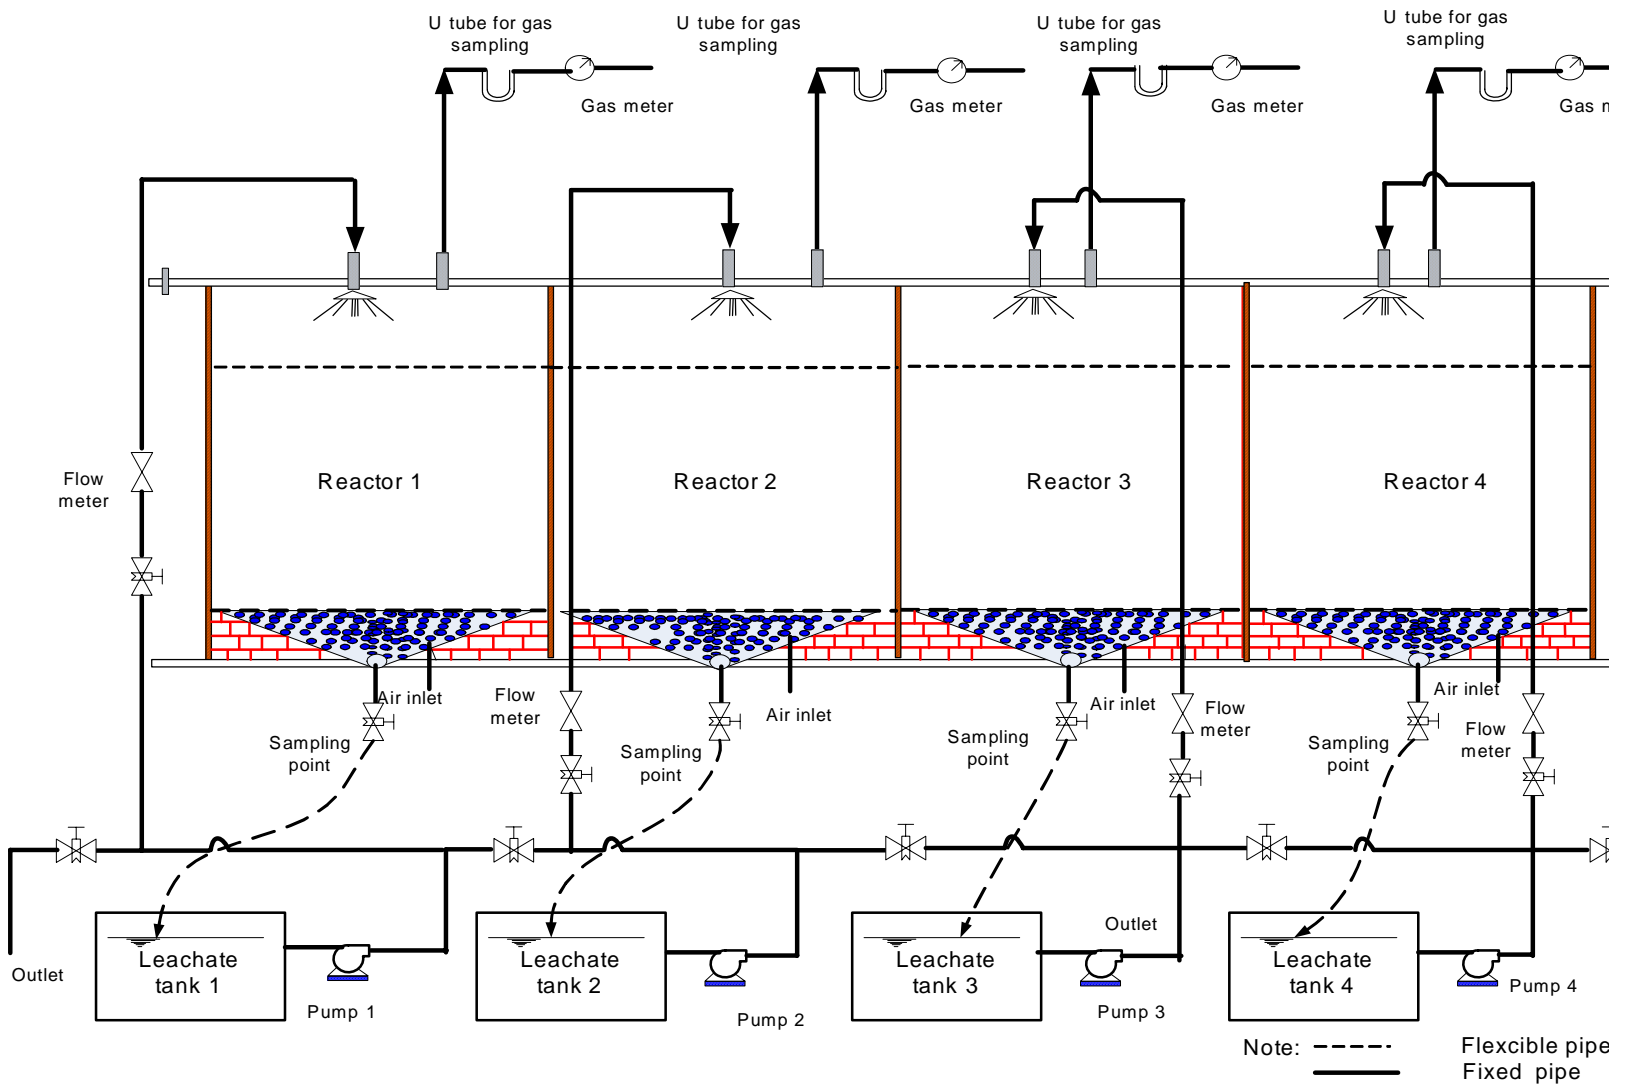 U tube for gas
sampling
U tube for gas
sampling
U tube for gas
sampling
U tube for gas
sampling
Gas meter
Gas meter
Gas meter
Gas m
Flow
meter
Reactor 1
Reactor 2
Reactor 3
Reactor 4
Air inlet
Flow
meter
Air inlet
Air inlet
Flow
meter
Air inlet
Flow
meter
Sampling
point
Sampling
point
Sampling
point
Sampling
point
Outlet
Leachate
tank 1
Pump 1
Leachate
tank 2
Pump 2
Leachate
tank 3
Outlet
Pump 3
Leachate
tank 4
Pump 4
Note:
Flexcible pipe
Fixed pipe